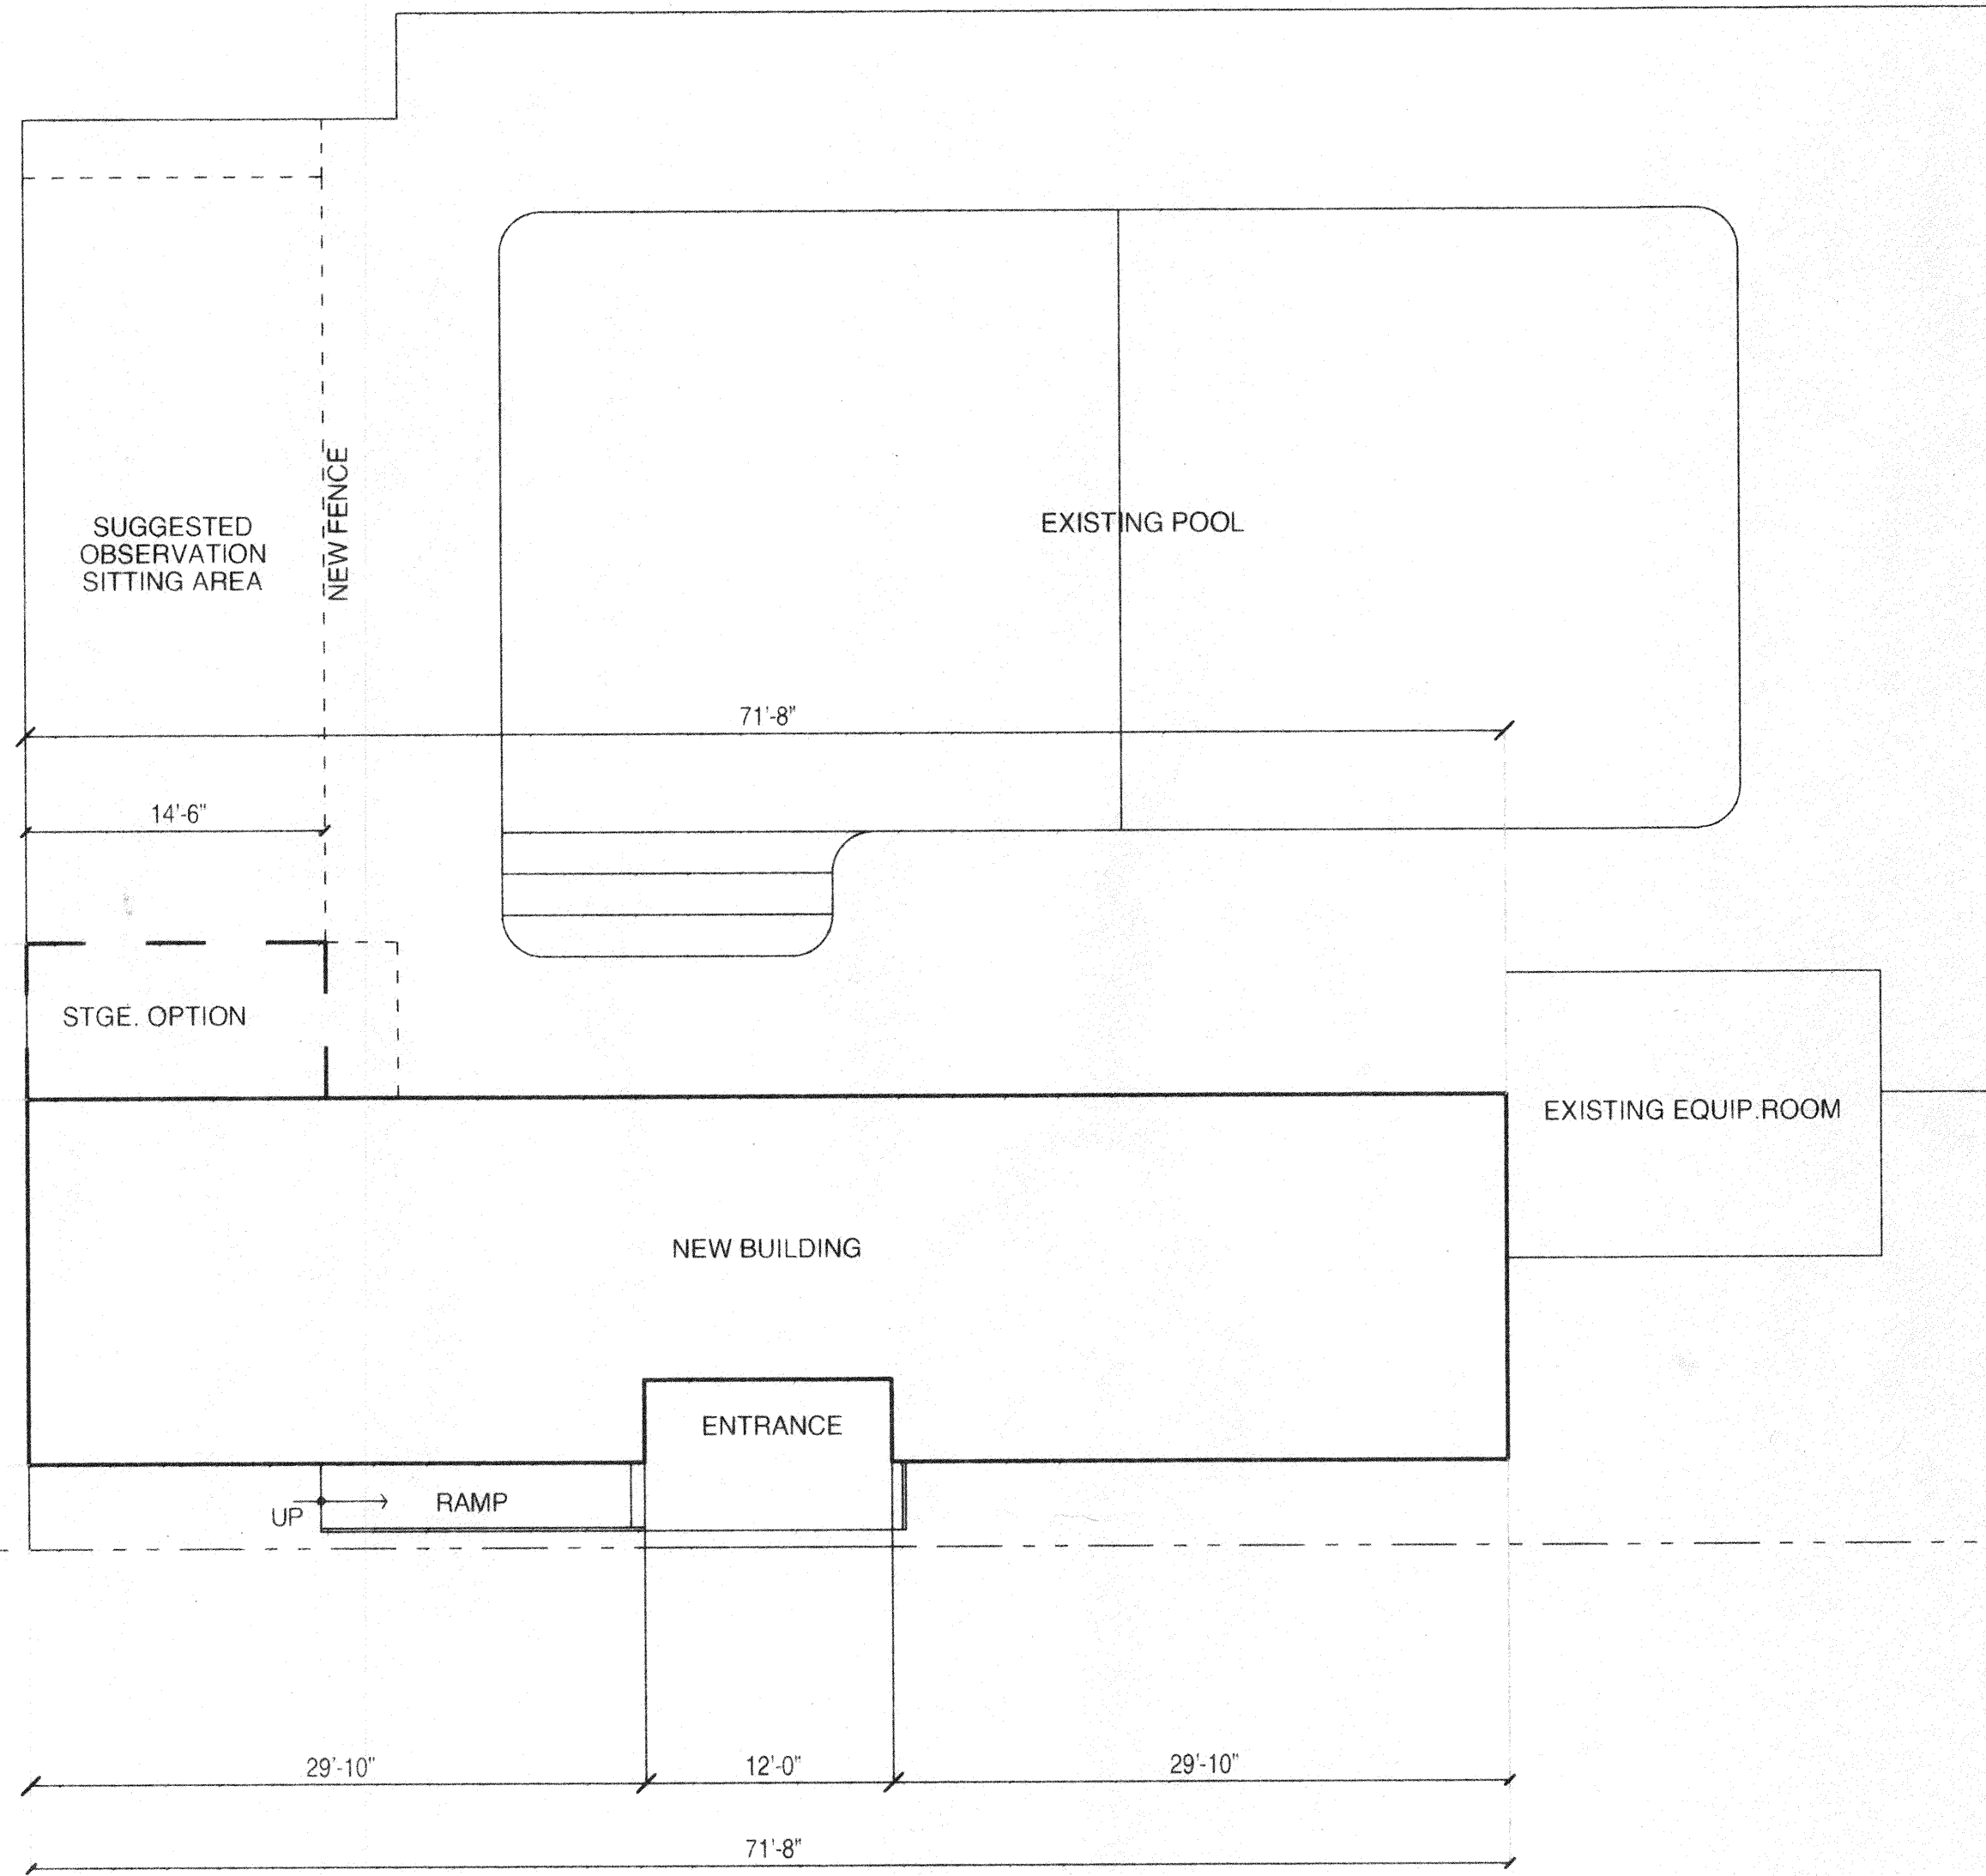 NEW FENCE
SUGGESTED
OBSERVATION
SITTING AREA
EXISTING POOL
71'-8"
14'-6"
STGE. OPTION
EXISTING EQUIP.ROOM
NEW BUILDING
ENTRANCE
UP
RAMP
29'-10"
12'-0"
29'-10"
71'-8"